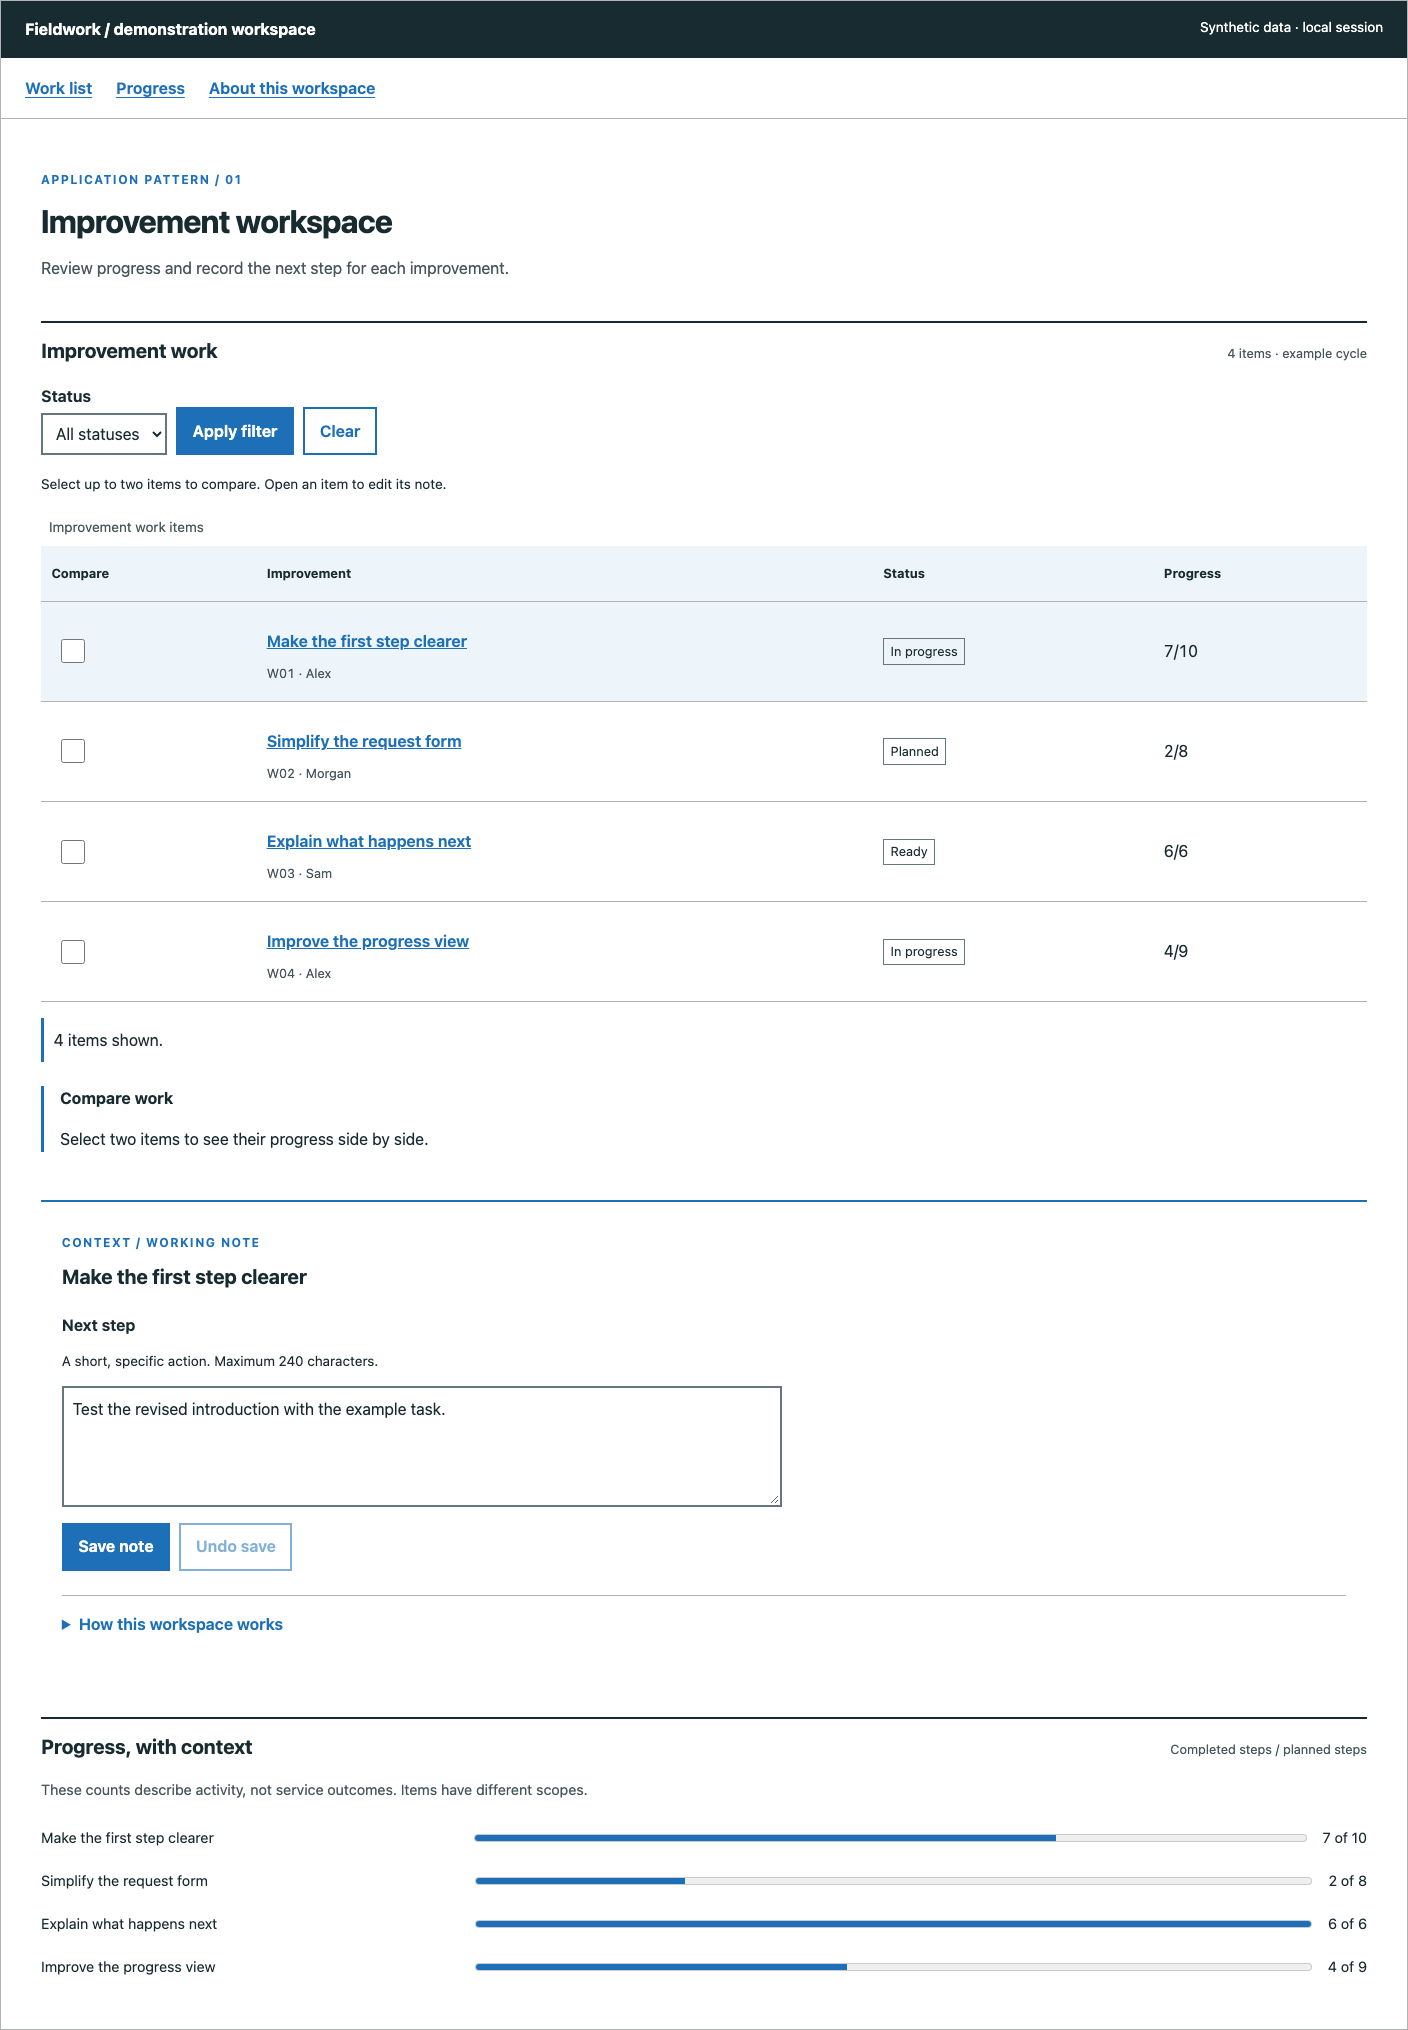 Fieldwork / demonstration workspace
Synthetic data · local session
Work list
Progress
About this workspace
APPLICATION PATTERN / 01
Improvement workspace
Review progress and record the next step for each improvement.
Improvement work
4 items · example cycle
Status
All statuses
Apply filter
Clear
Select up to two items to compare. Open an item to edit its note.
Improvement work items
Compare
Improvement
Status
Progress
Make the first step clearer
W01 · Alex
In progress
7/10
Simplify the request form
W02 · Morgan
Planned
2/8
Explain what happens next
W03 · Sam
Ready
6/6
Improve the progress view
W04 · Alex
In progress
4/9
4 items shown.
Compare work
Select two items to see their progress side by side.
CONTEXT / WORKING NOTE
Make the first step clearer
Next step
A short, specific action. Maximum 240 characters.
Test the revised introduction with the example task.
Save note
Undo save
How this workspace works
Progress, with context
Completed steps / planned steps
These counts describe activity, not service outcomes. Items have different scopes.
Make the first step clearer
7 of 10
Simplify the request form
2 of 8
Explain what happens next
6 of 6
Improve the progress view
4 of 9